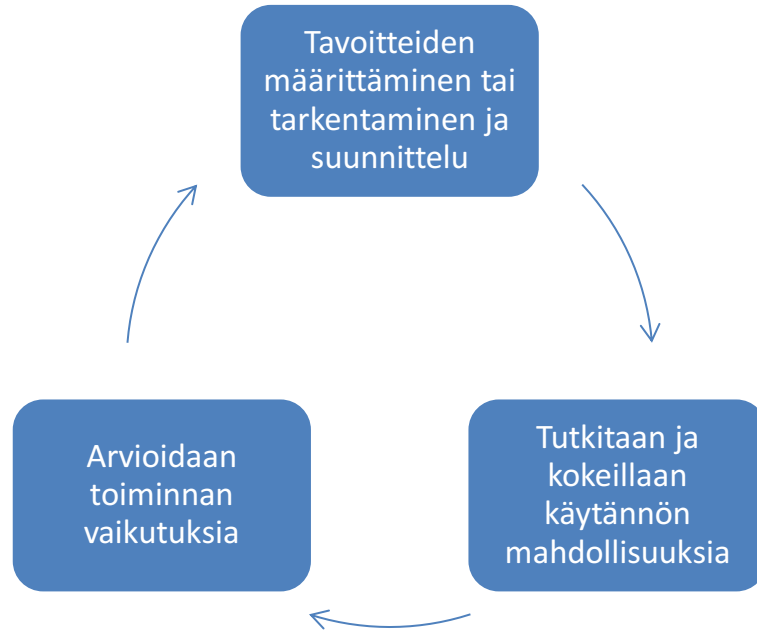 Tavoitteiden
määrittäminen tai
tarkentaminen ja
suunnittelu
Tutkitaan ja
kokeillaan
käytännön
mahdollisuuksia
Arvioidaan
toiminnan
vaikutuksia